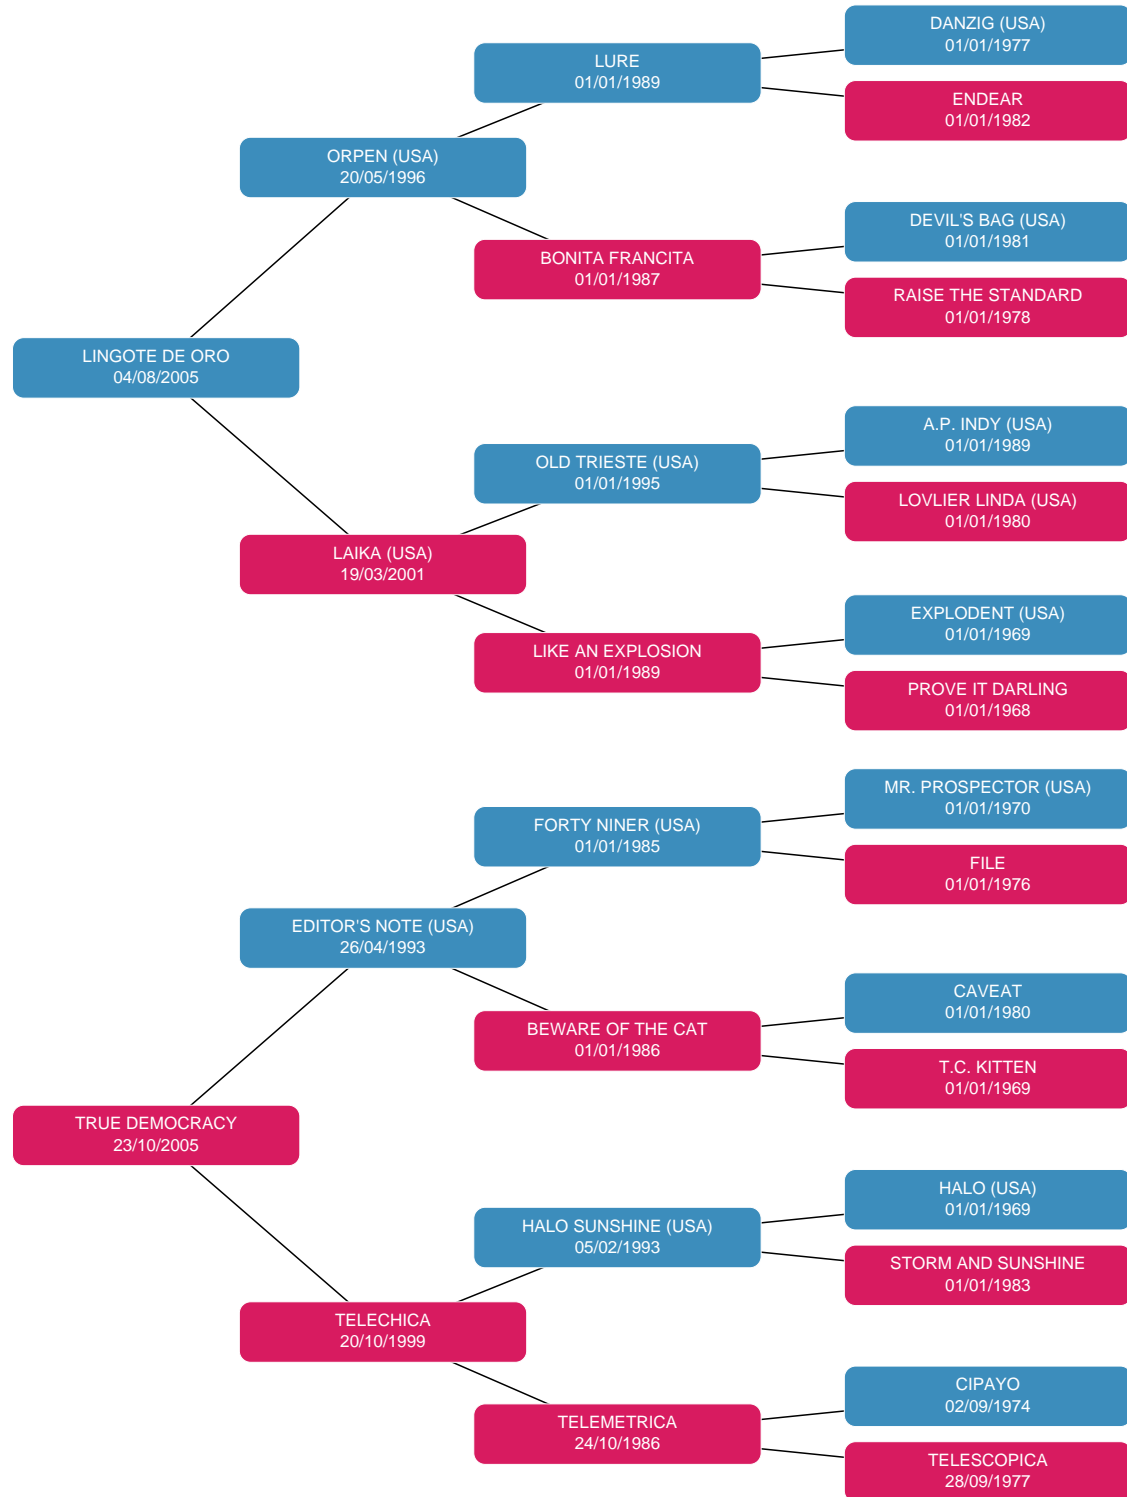 DANZIG (USA)
01/01/1977
LURE
01/01/1989
ENDEAR
01/01/1982
ORPEN (USA)
20/05/1996
DEVIL'S BAG (USA)
01/01/1981
BONITA FRANCITA
01/01/1987
RAISE THE STANDARD
01/01/1978
LINGOTE DE ORO
04/08/2005
A.P. INDY (USA)
01/01/1989
OLD TRIESTE (USA)
01/01/1995
LOVLIER LINDA (USA)
01/01/1980
LAIKA (USA)
19/03/2001
EXPLODENT (USA)
01/01/1969
LIKE AN EXPLOSION
01/01/1989
PROVE IT DARLING
01/01/1968
MR. PROSPECTOR (USA)
01/01/1970
FORTY NINER (USA)
01/01/1985
FILE
01/01/1976
EDITOR'S NOTE (USA)
26/04/1993
CAVEAT
01/01/1980
BEWARE OF THE CAT
01/01/1986
T.C. KITTEN
01/01/1969
TRUE DEMOCRACY
23/10/2005
HALO (USA)
01/01/1969
HALO SUNSHINE (USA)
05/02/1993
STORM AND SUNSHINE
01/01/1983
TELECHICA
20/10/1999
CIPAYO
02/09/1974
TELEMETRICA
24/10/1986
TELESCOPICA
28/09/1977